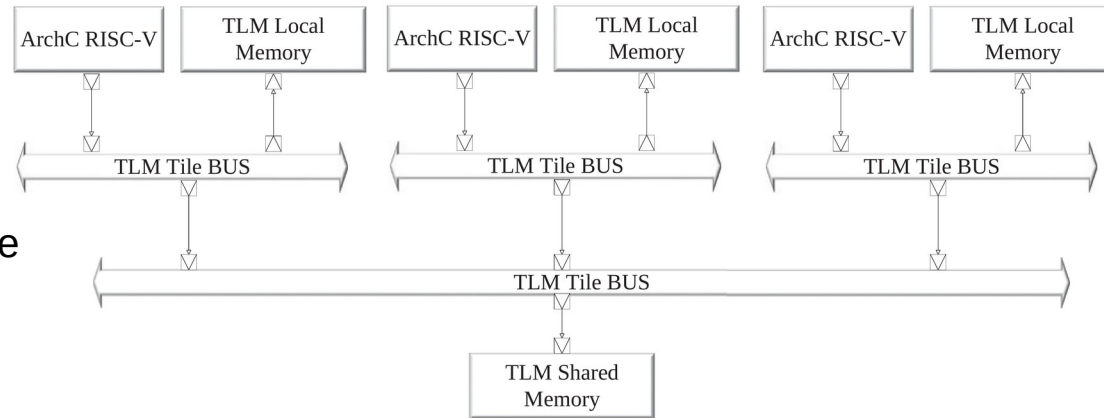 ArchC RISC-V
TLM Local
Memory
ArchC RISC-V
TLM Local
Memory
ArchC RISC-V
TLM Local
Memory
TLM Tile BUS
TLM Tile BUS
TLM Tile BUS
e
TLM Tile BUS
TLM Shared
Memory